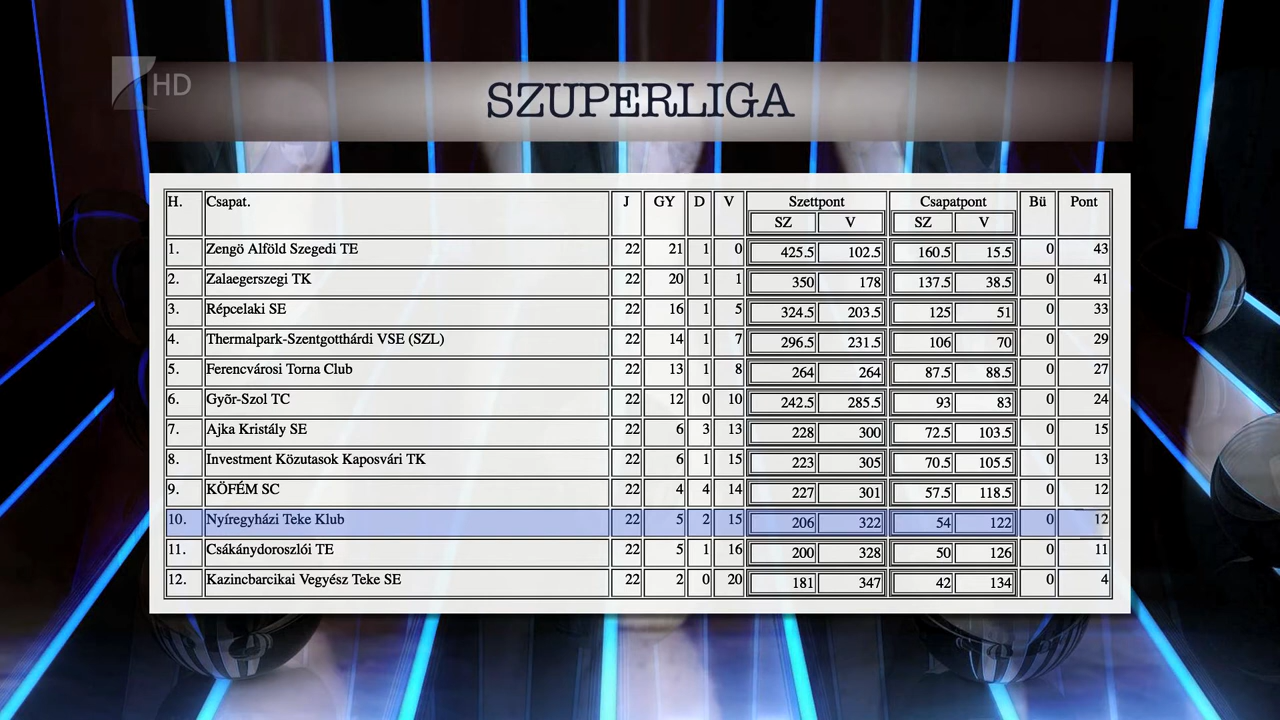 HD
SZUPERLIGA
H. Csapat. J GY D V Szettpont Csapatpont Bü Pont
SZ V SZ V
1. Zengö Alföld Szegedi TE 22 21 1 0 425.5 102.5 160.5 15.5 0 43
2. Zalaegerszegi TK 22 20 1 1 350 178 137.5 38.5 0 41
3. Répcelaki SE 22 16 1 5 324.5 203.5 125 51 0 33
4. Thermalpark-Szentgotthárdi VSE (SZL) 22 14 1 7 296.5 231.5 106 70 0 29
5. Ferencvárosi Torna Club 22 13 1 8 264 264 87.5 88.5 0 27
6. Gyõr-Szol TC 22 12 0 10 242.5 285.5 93 83 0 24
7. Ajka Kristály SE 22 6 3 13 228 300 72.5 103.5 0 15
8. Investment Közutasok Kaposvári TK 22 6 1 15 223 305 70.5 105.5 0 13
9. KÖFÉM SC 22 4 4 14 227 301 57.5 118.5 0 12
10. Nyíregyházi Teke Klub 22 5 2 15 206 322 54 122 0 12
11. Csákánydoroszlói TE 22 5 1 16 200 328 50 126 0 11
12. Kazincbarcikai Vegyész Teke SE 22 2 0 20 181 347 42 134 0 4